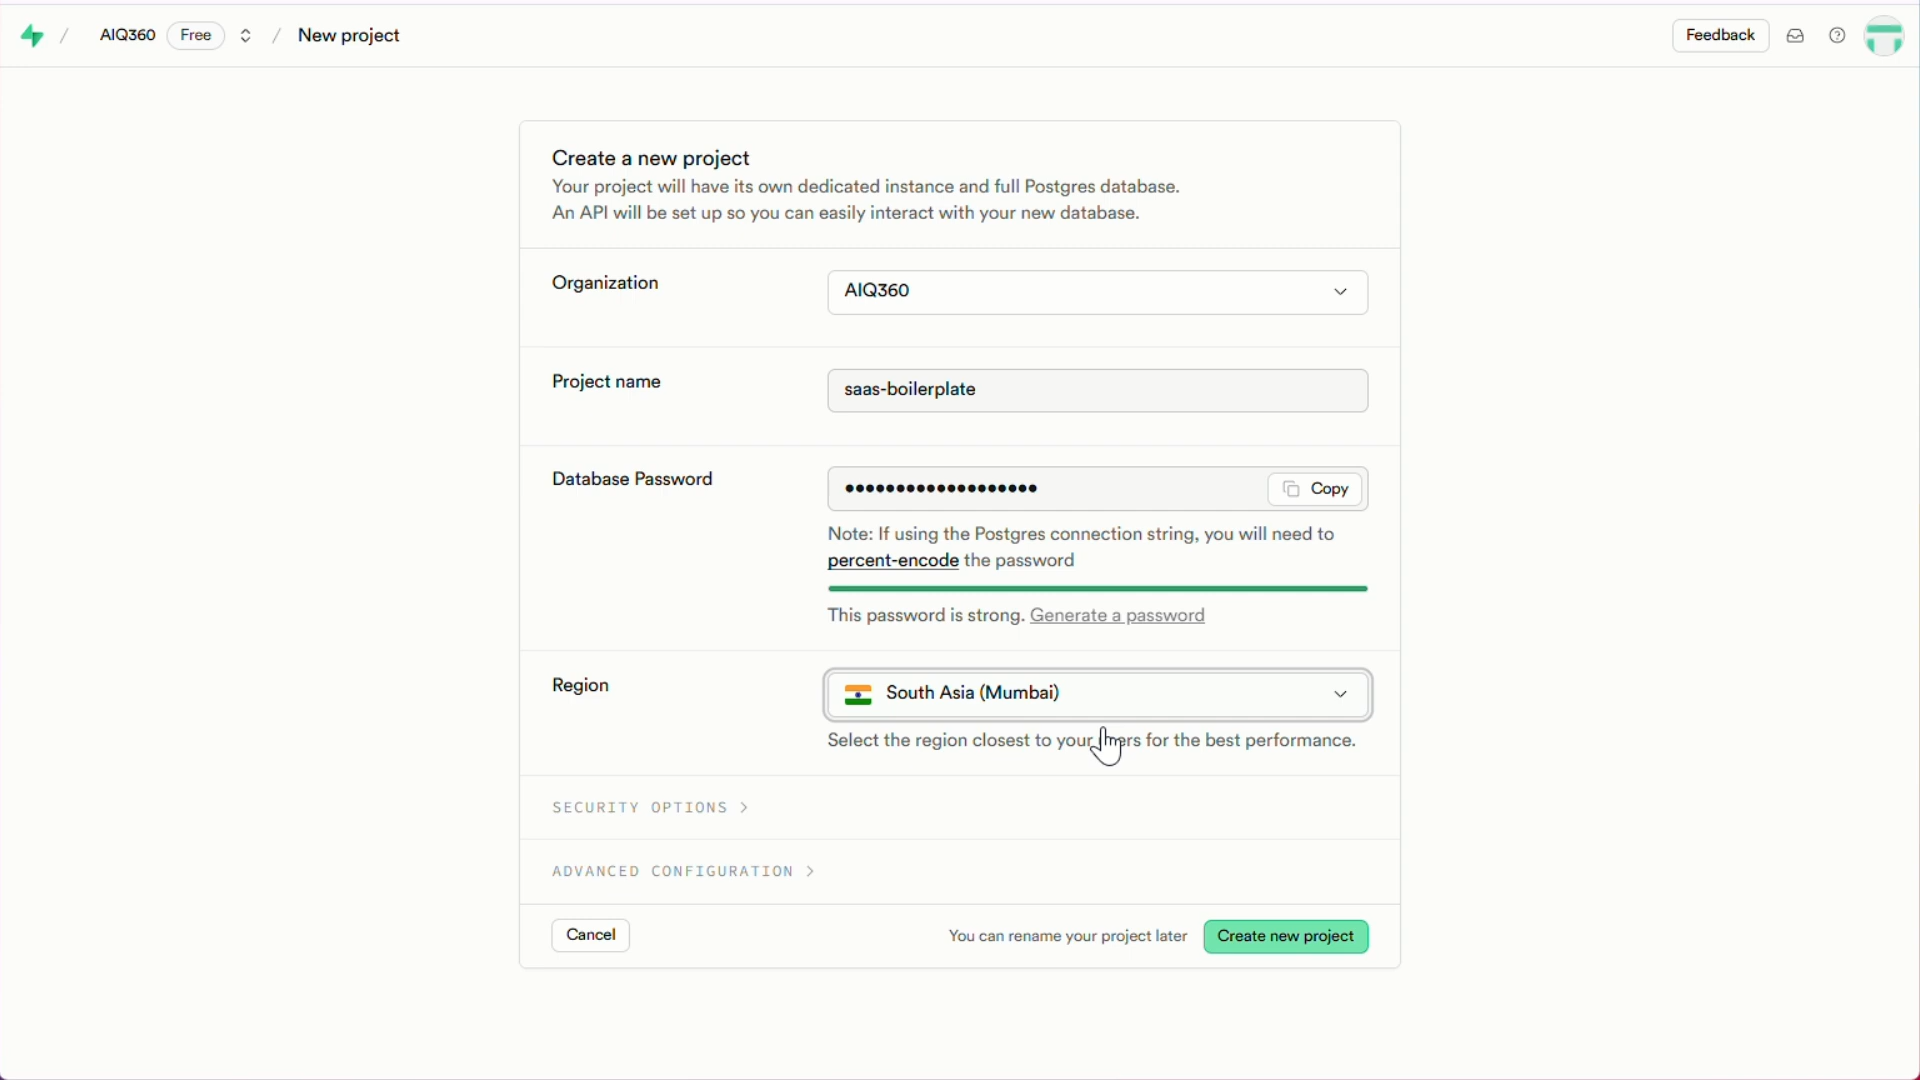 AIQ360 Free / New project
Feedback
Create a new project
Your project will have its own dedicated instance and full Postgres database.
An API will be set up so you can easily interact with your new database.
Organization
AIQ360
Project name
saas-boilerplate
Database Password
Copy
Note: If using the Postgres connection string, you will need to
percent-encode the password
This password is strong. Generate a password
Region
South Asia (Mumbai)
Select the region closest to your users for the best performance.
SECURITY OPTIONS >
ADVANCED CONFIGURATION >
Cancel
You can rename your project later
Create new project